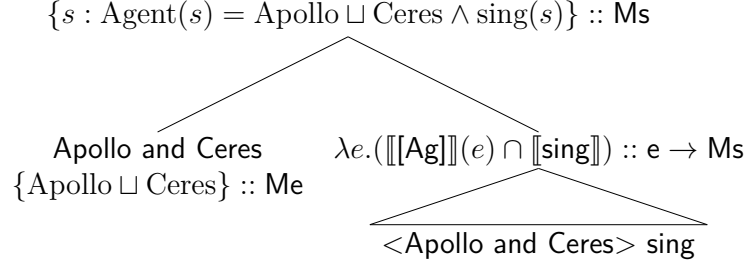 {s : Agent(s) = Apollo ⊔ Ceres ∧ sing(s)} :: Ms
Apollo and Ceres
{Apollo ⊔ Ceres} :: Me
λe.(⟦[Ag]⟧(e) ∩ ⟦sing⟧) :: e → Ms
<Apollo and Ceres> sing